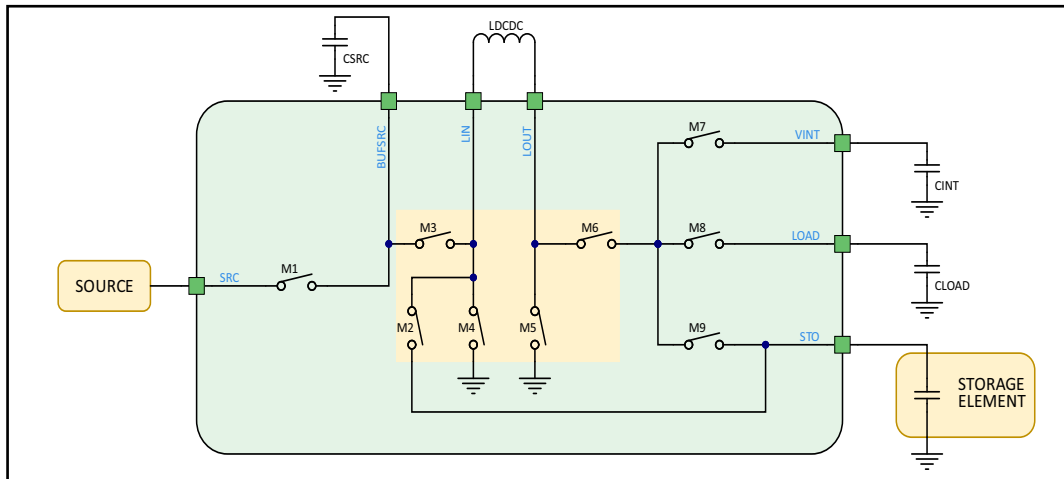 LDCDC
CSRC
BUFSRC
LIN
LOUT
M7
VINT
CINT
M3
M6
M8
LOAD
SOURCE
SRC
M1
CLOAD
M2
M4
M5
M9
STO
STORAGE
ELEMENT